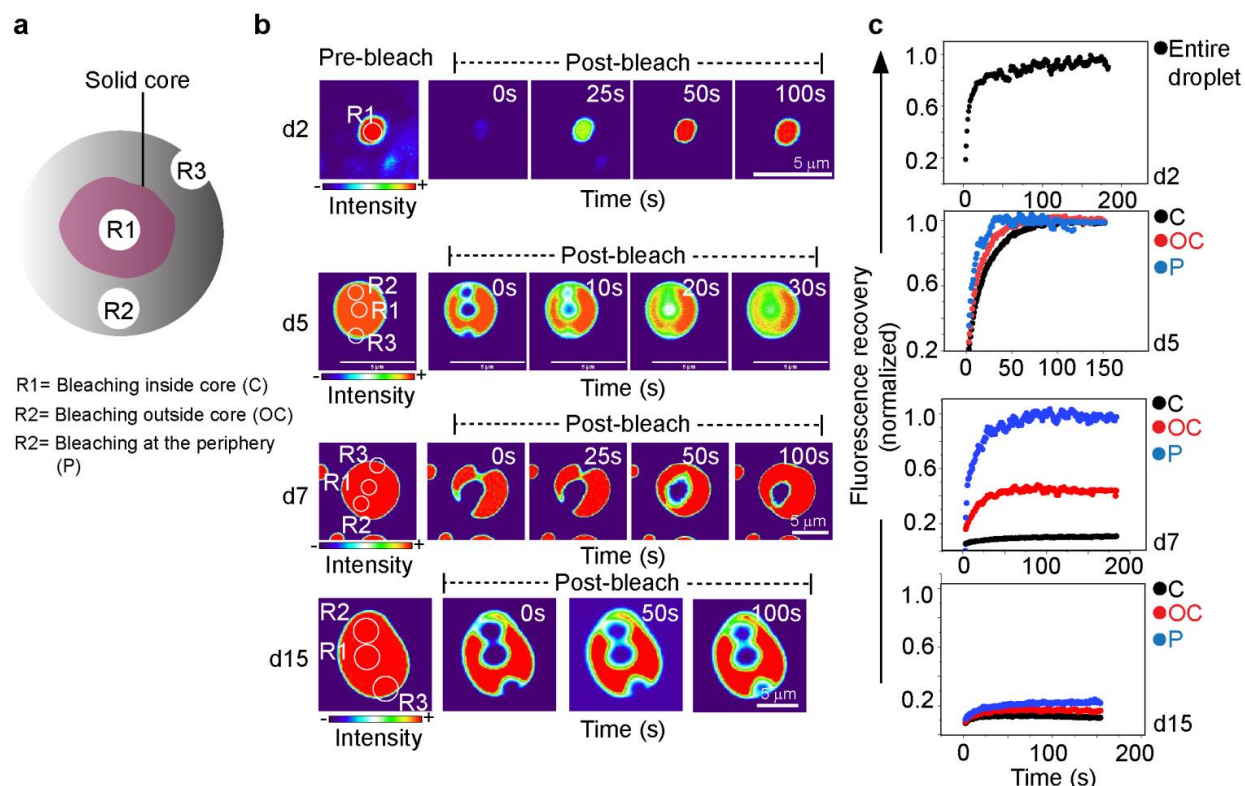 a
Solid core
R3
R1
R2
R1= Bleaching inside core (C)
R2= Bleaching outside core (OC)
R2= Bleaching at the periphery
(P)
b
Pre-bleach
Post-bleach
d2
R1
0s
25s
50s
100s
5 µm
- +
Intensity
Time (s)
Post-bleach
d5
R2
R1
R3
0s
10s
20s
30s
5 µm
5 µm
- +
Intensity
Time (s)
Post-bleach
d7
R3
R1
R2
0s
25s
50s
100s
5 µm
- +
Intensity
Time (s)
Post-bleach
d15
R2
R1
R3
0s
50s
100s
5 µm
- +
Intensity
Time (s)
c
Fluorescence recovery
(normalized)
1.0
0.6
0.2
0 100 200
Entire
droplet
d2
1.0
0.6
0.2
0 50 100 150
C
OC
P
d5
1.0
0.6
0.2
0 100 200
C
OC
P
d7
1.0
0.6
0.2
0 100 200
C
OC
P
d15
Time (s)